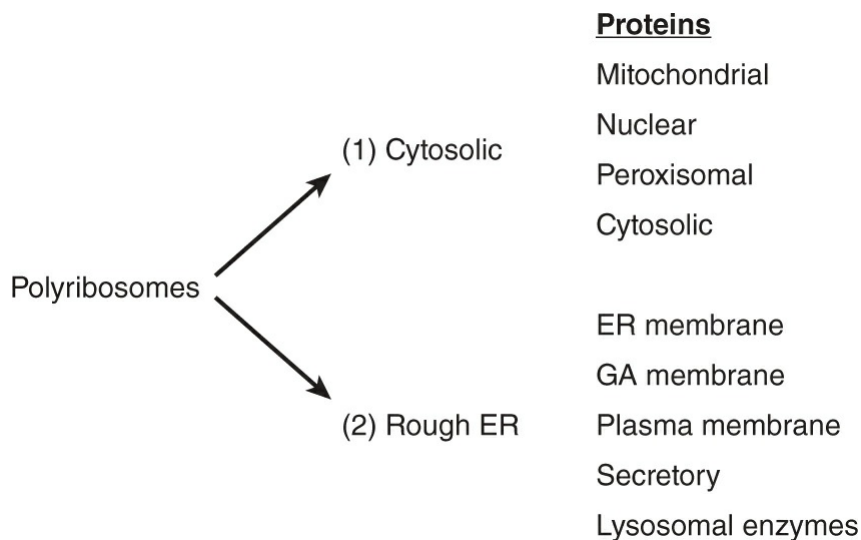 Proteins
Mitochondrial
Nuclear
(1) Cytosolic
Peroxisomal
Cytosolic
Polyribosomes
ER membrane
GA membrane
(2) Rough ER
Plasma membrane
Secretory
Lysosomal enzymes